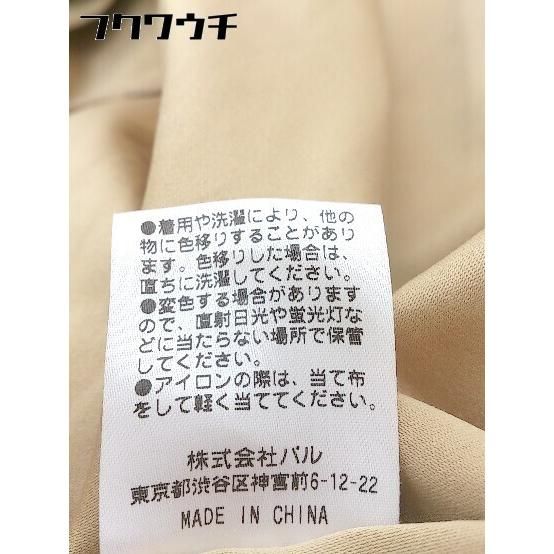 フクワウチ
●着用や洗濯により、他の
物に色移りすることがあり
ます。色移りした場合は、
直ちに洗濯してください。
●変色する場合があります
ので、直射日光や蛍光灯な
どに当たらない場所で保管
してください。
●アイロンの際は、当て布
をして軽く当ててください。
株式会社パル
東京都渋谷区神宮前6-12-22
MADE IN CHINA